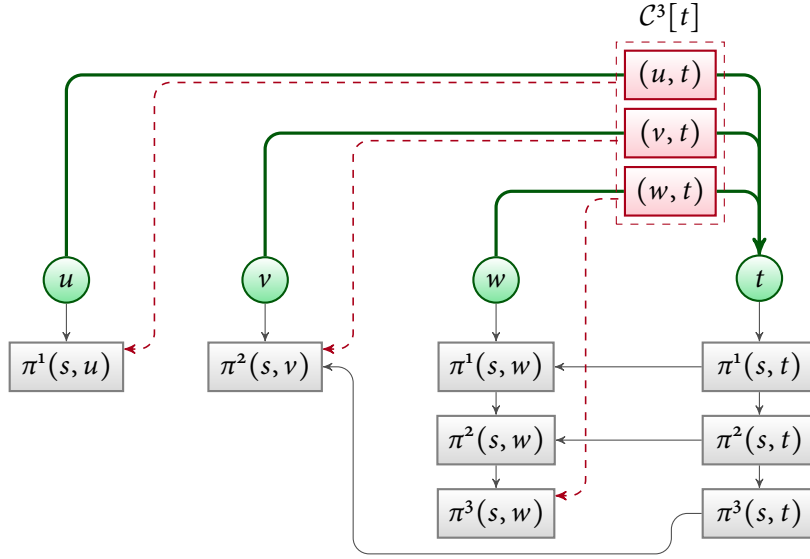 𝒞³[t]
(u, t)
(v, t)
(w, t)
u
v
w
t
π¹(s, u)
π²(s, v)
π¹(s, w)
π¹(s, t)
π²(s, w)
π²(s, t)
π³(s, w)
π³(s, t)